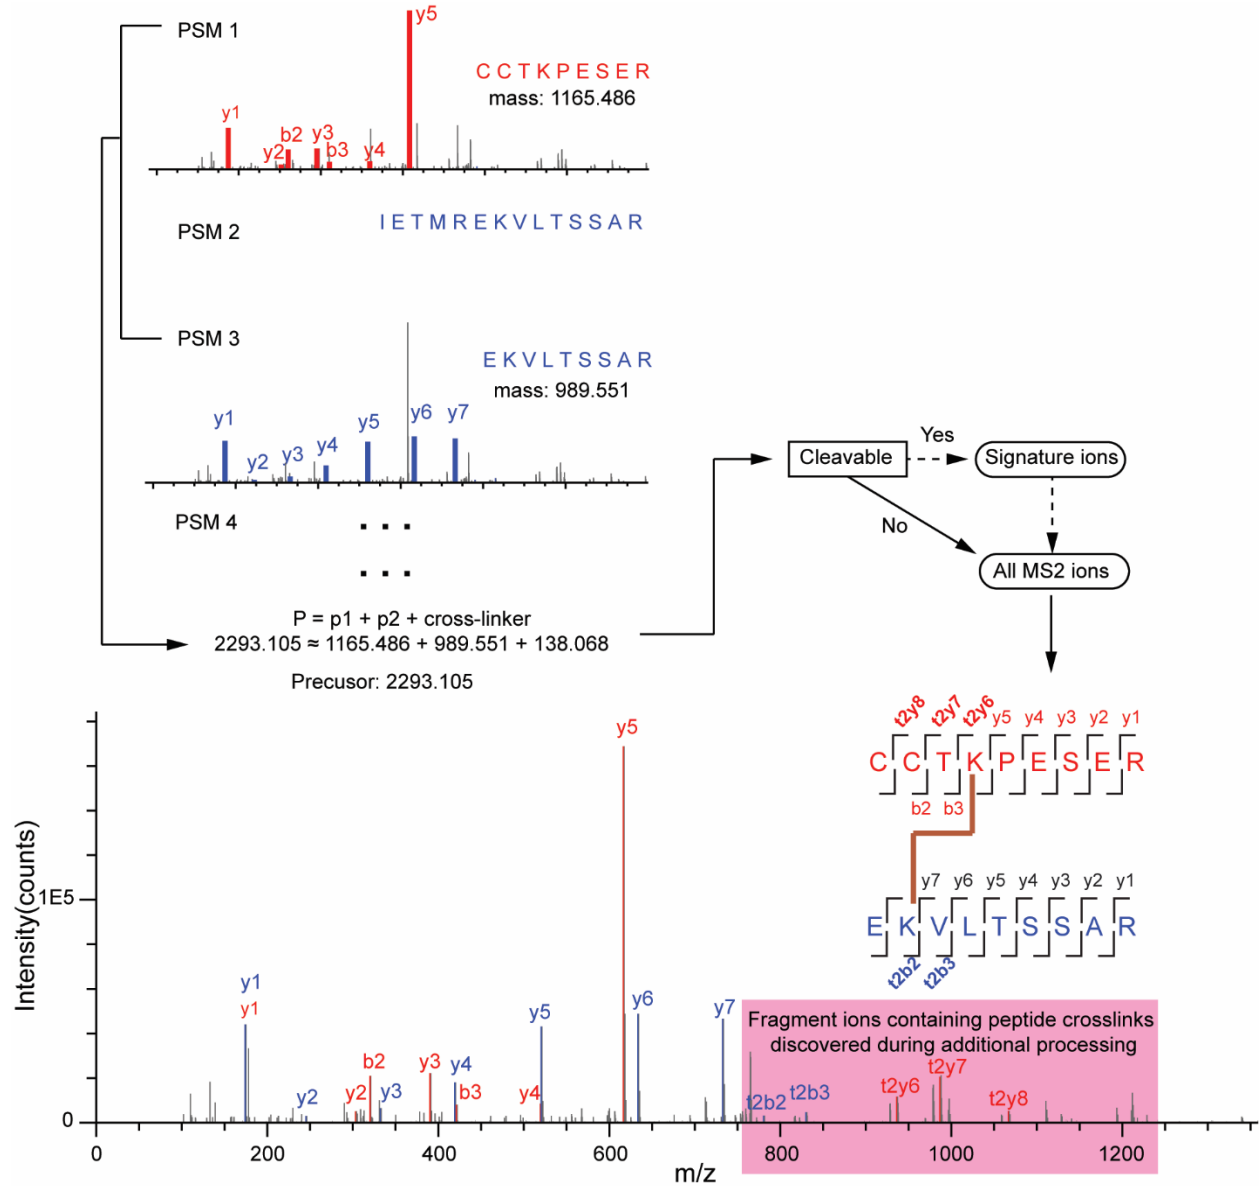 PSM 1
y5
C C T K P E S E R
mass: 1165.486
y1
y2
b2
y3
b3
y4
PSM 2
I E T M R E K V L T S S A R
PSM 3
E K V L T S S A R
mass: 989.551
y1
y2
y3
y4
y5
y6
y7
PSM 4
P = p1 + p2 + cross-linker
2293.105 ≈ 1165.486 + 989.551 + 138.068
Precusor: 2293.105
Cleavable
Yes
Signature ions
No
All MS2 ions
t2y8 t2y7 t2y6 y5 y4 y3 y2 y1
C C T K P E S E R
b2 b3
y7 y6 y5 y4 y3 y2 y1
E K V L T S S A R
t2b2 t2b3
Intensity(counts)
1E5
0
y1
y1
y2
y2
b2
y3
y3
y4
b3
y4
y5
y5
y6
y7
Fragment ions containing peptide crosslinks
discovered during additional processing
t2b2
t2b3
t2y6
t2y7
t2y8
0 200 400 600 800 1000 1200
m/z